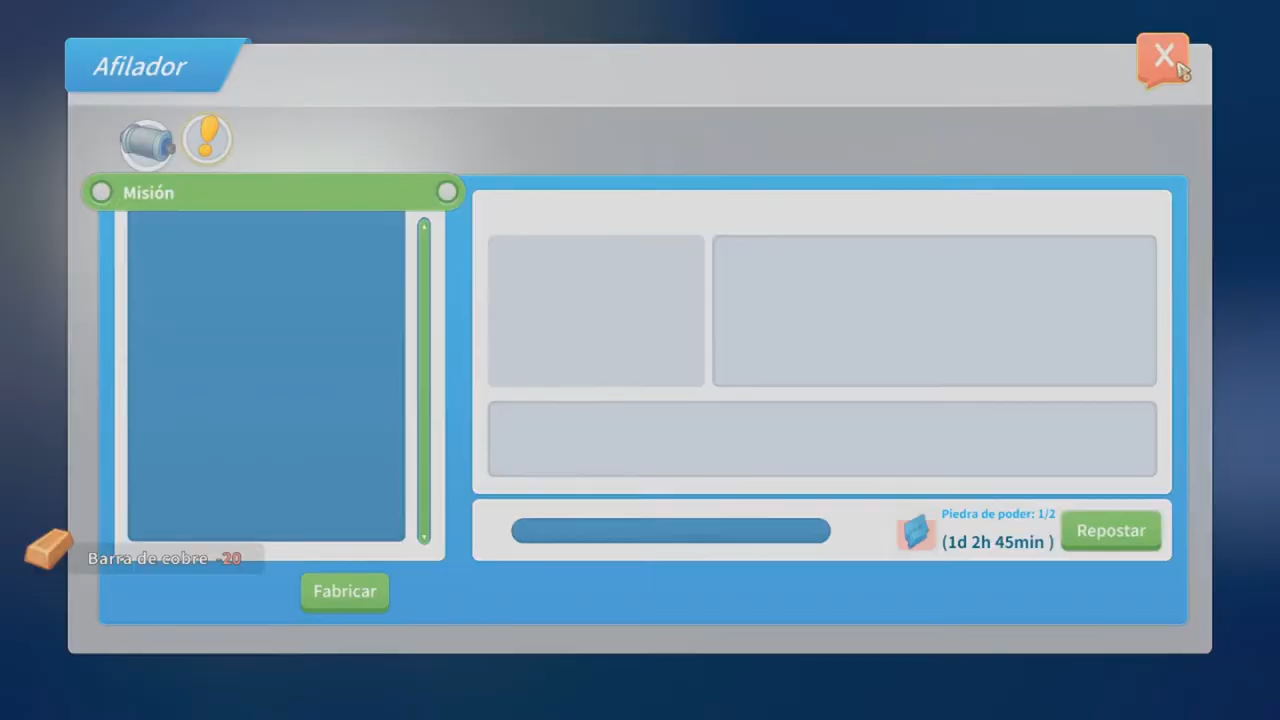 Afilador
X
Misión
Piedra de poder: 1/2
(1d 2h 45min )
Repostar
Barra de cobre -20
Fabricar